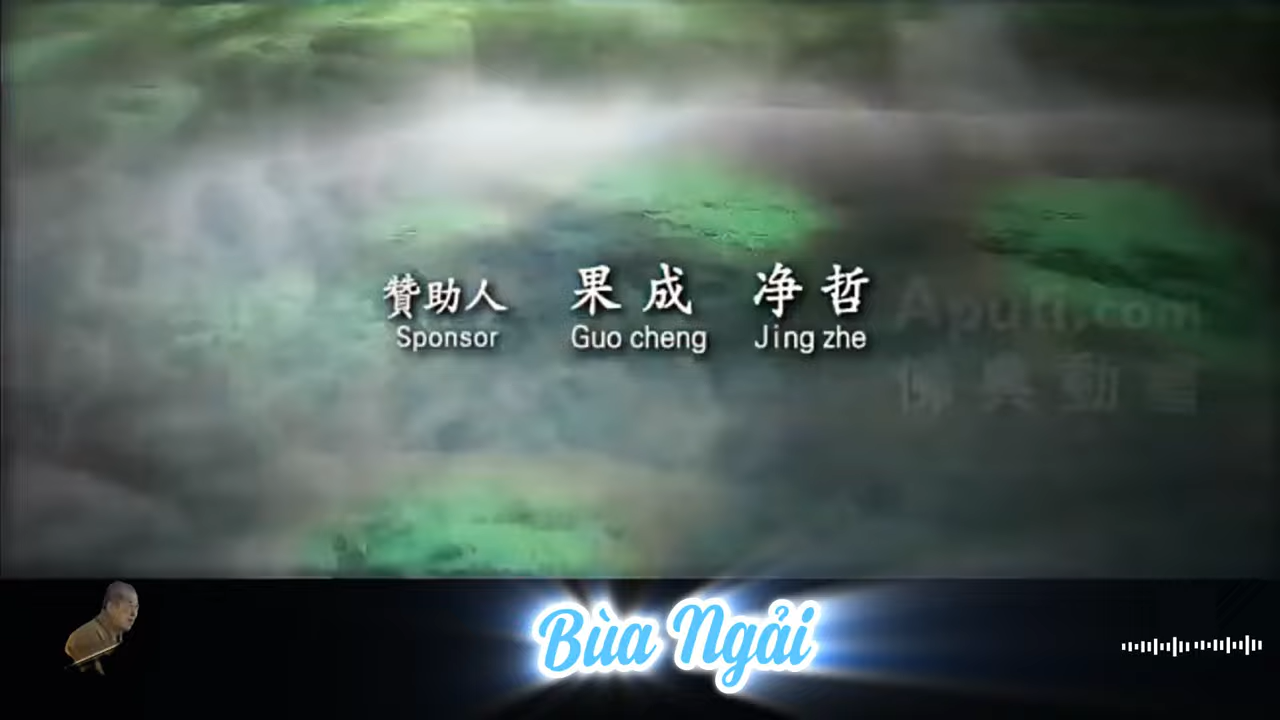 贊助人 果成 净哲
Sponsor Guo cheng Jing zhe
Bùa Ngải